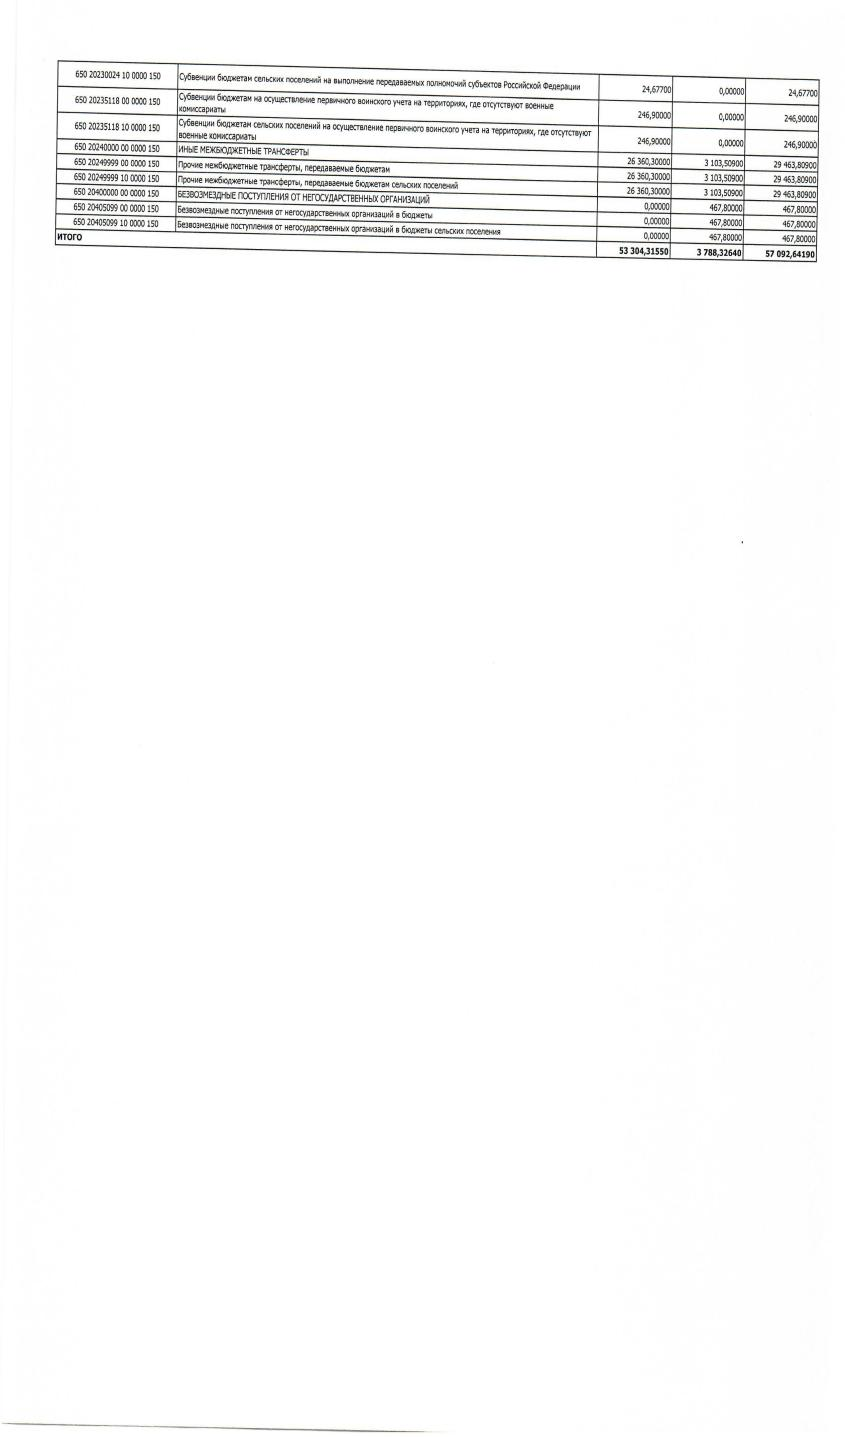 650 20230024 10 0000 150 Субвенции бюджетам сельских поселений на выполнение передаваемых полномочий субъектов Российской Федерации 24,67700 0,00000 24,67700
650 20235118 00 0000 150 Субвенции бюджетам на осуществление первичного воинского учета на территориях, где отсутствуют военные
комиссариаты 246,90000 0,00000 246,90000
650 20235118 10 0000 150 Субвенции бюджетам сельских поселений на осуществление первичного воинского учета на территориях, где отсутствуют
военные комиссариаты 246,90000 0,00000 246,90000
650 20240000 00 0000 150 ИНЫЕ МЕЖБЮДЖЕТНЫЕ ТРАНСФЕРТЫ 26 360,30000 3 103,50900 29 463,80900
650 20249999 00 0000 150 Прочие межбюджетные трансферты, передаваемые бюджетам 26 360,30000 3 103,50900 29 463,80900
650 20249999 10 0000 150 Прочие межбюджетные трансферты, передаваемые бюджетам сельских поселений 26 360,30000 3 103,50900 29 463,80900
650 20400000 00 0000 150 БЕЗВОЗМЕЗДНЫЕ ПОСТУПЛЕНИЯ ОТ НЕГОСУДАРСТВЕННЫХ ОРГАНИЗАЦИЙ 0,00000 467,80000 467,80000
650 20405099 00 0000 150 Безвозмездные поступления от негосударственных организаций в бюджеты 0,00000 467,80000 467,80000
650 20405099 10 0000 150 Безвозмездные поступления от негосударственных организаций в бюджеты сельских поселения 0,00000 467,80000 467,80000
ИТОГО 53 304,31550 3 788,32640 57 092,64190